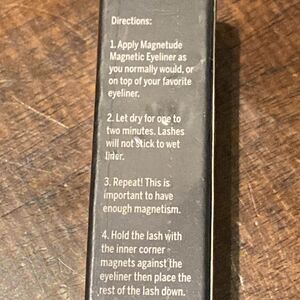 Directions:
1. Apply Magnetude
Magnetic Eyeliner as
you normally would, or
on top of your favorite
eyeliner.
2. Let dry for one to
two minutes. Lashes
will not stick to wet
liner.
3. Repeat! This is
important to have
enough magnetism.
4. Hold the lash with
the inner corner
magnets against the
eyeliner then place the
rest of the lash down.